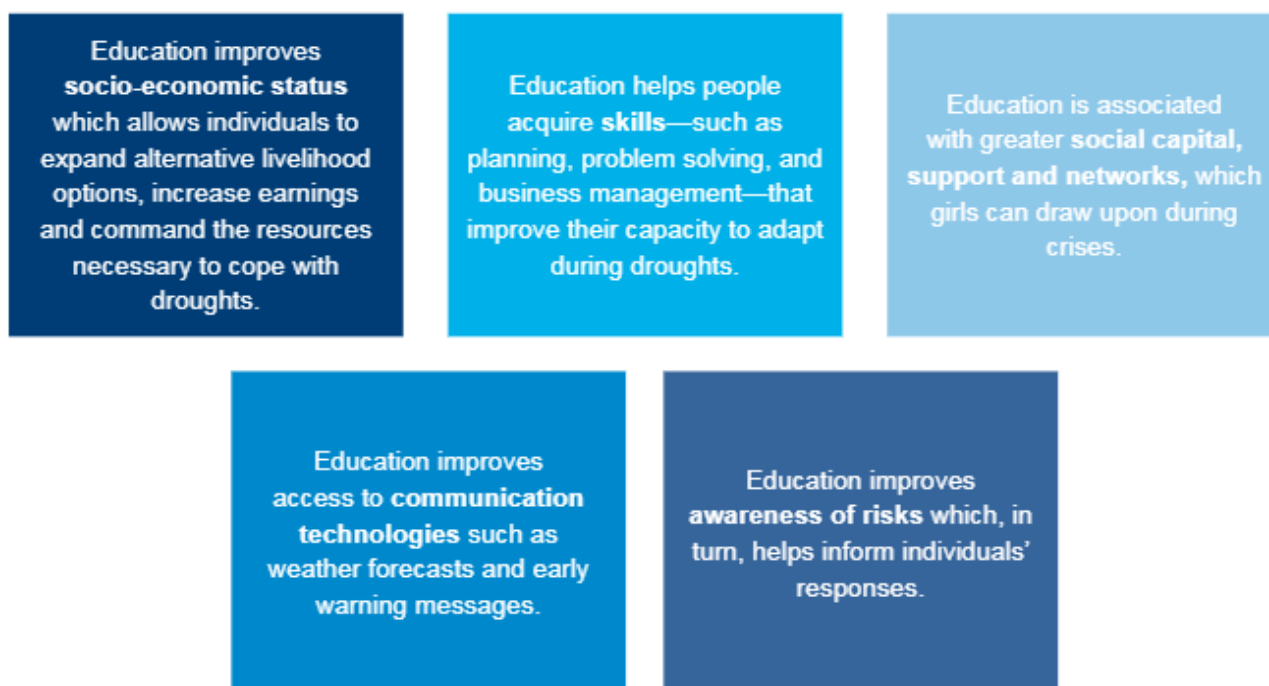 Education improves
socio-economic status
which allows individuals to
expand alternative livelihood
options, increase earnings
and command the resources
necessary to cope with
droughts.
Education helps people
acquire skills—such as
planning, problem solving, and
business management—that
improve their capacity to adapt
during droughts.
Education is associated
with greater social capital,
support and networks, which
girls can draw upon during
crises.
Education improves
access to communication
technologies such as
weather forecasts and early
warning messages.
Education improves
awareness of risks which, in
turn, helps inform individuals’
responses.